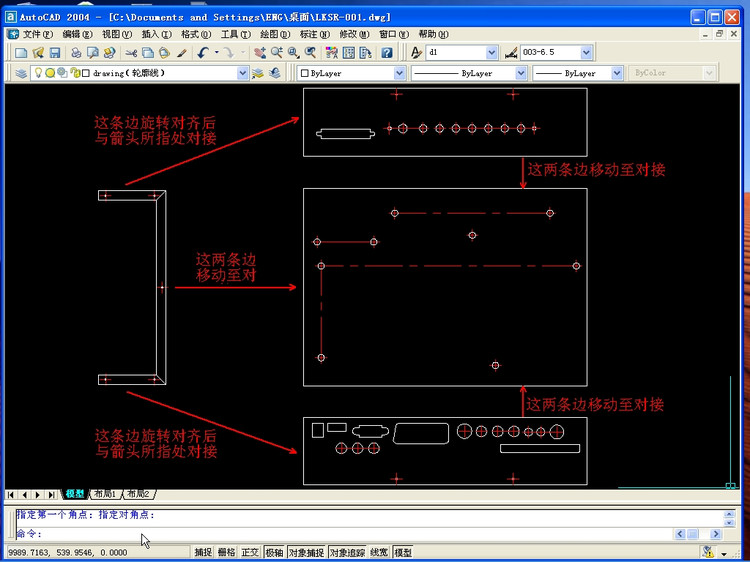 AutoCAD 2004 - [C:\Documents and Settings\ENG\桌面\LKSR-001.dwg]
文件(F) 编辑(E) 视图(V) 插入(I) 格式(O) 工具(T) 绘图(D) 标注(N) 修改(M) 窗口(W) 帮助(H)
d1 003-6.5
drawing(轮廓线) ByLayer ByLayer ByLayer ByColor
这条边旋转对齐后
与箭头所指处对接
这两条边移动至对接
这两条边
移动至对
这两条边移动至对接
这条边旋转对齐后
与箭头所指处对接
模型 布局1 布局2
指定第一个角点: 指定对角点:
命令:
9989.7163, 539.9546, 0.0000 捕捉 栅格 正交 极轴 对象捕捉 对象追踪 线宽 模型